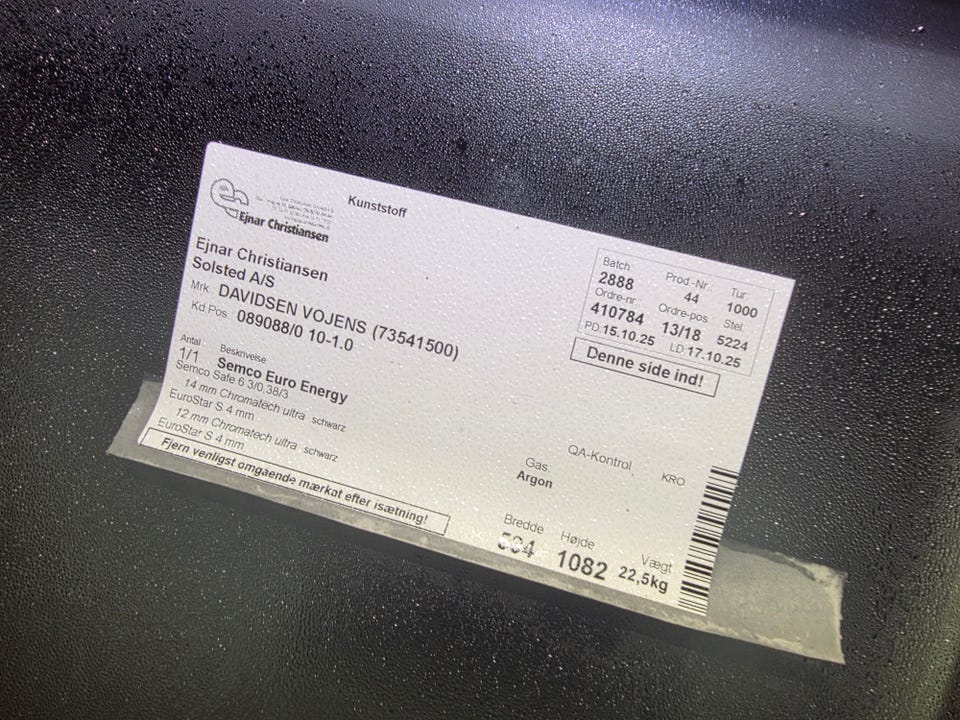 Ejnar Christiansen
Kunststoff
Ejnar Christiansen
Solsted A/S
Mrk DAVIDSEN VOJENS (73541500)
Kd Pos 089088/0 10-1.0
Antal Beskrivelse
1/1 Semco Euro Energy
Semco Safe 6 3/0,38/3
14 mm Chromatech ultra schwarz
EuroStar S 4 mm
12 mm Chromatech ultra schwarz
EuroStar S 4 mm
Fjern venligst omgående mærkat efter isætning!
Batch Prod.-Nr. Tur
2888 44 1000
Ordre-nr Ordre-pos Stel
410784 13/18 5224
PD:15.10.25 LD:17.10.25
Denne side ind!
Gas QA-Kontrol KRO
Argon
Bredde Højde Vægt
1082 22,5kg